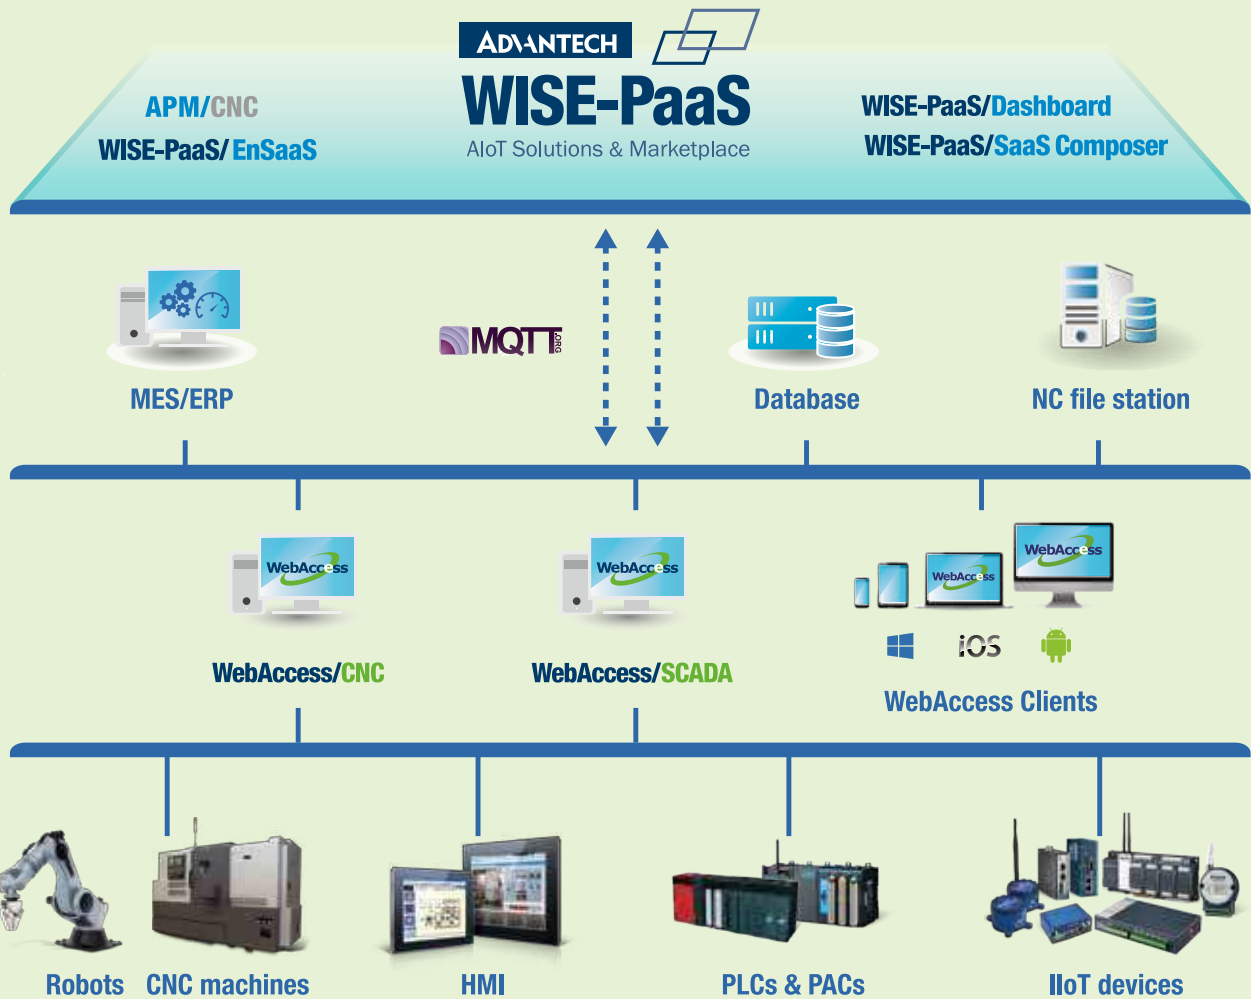 ADVANTECH
WISE-PaaS
AIoT Solutions & Marketplace
APM/CNC
WISE-PaaS/EnSaaS
WISE-PaaS/Dashboard
WISE-PaaS/SaaS Composer
MQTT.ORG
MES/ERP
Database
NC file station
WebAccess
WebAccess
WebAccess
WebAccess
iOS
WebAccess/CNC
WebAccess/SCADA
WebAccess Clients
Robots
CNC machines
HMI
PLCs & PACs
IIoT devices